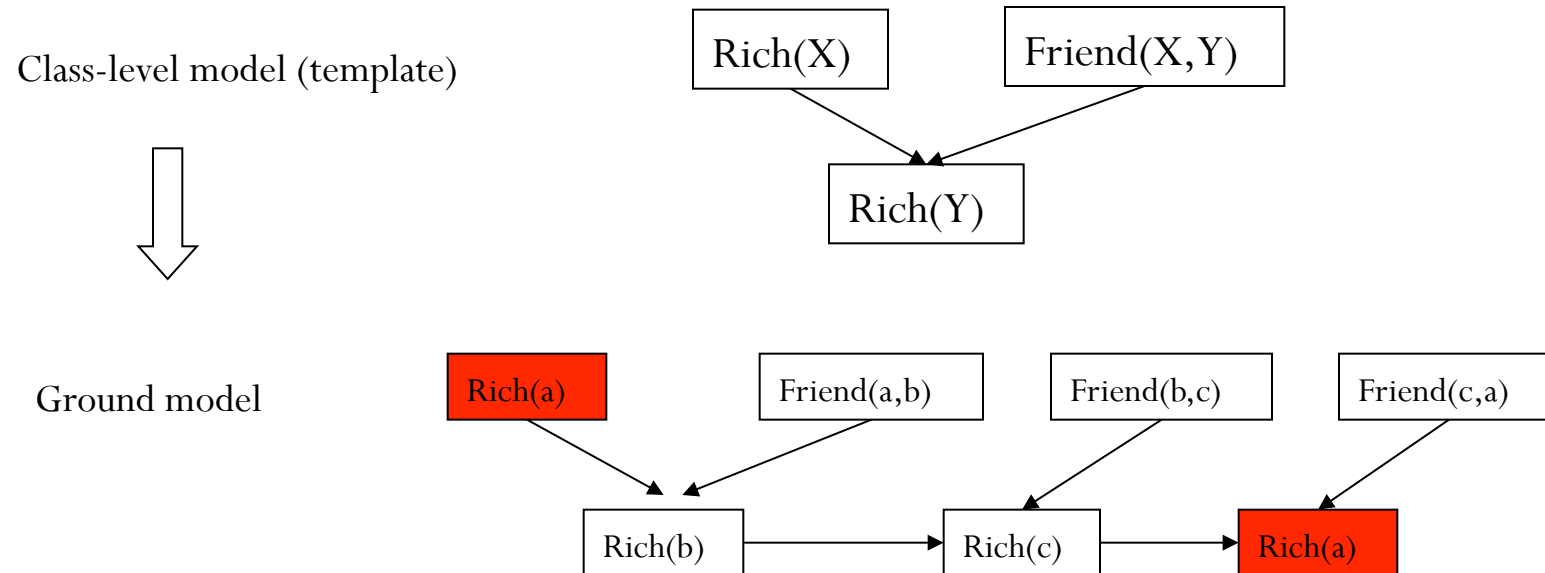 Class-level model (template)
Rich(X)
Friend(X,Y)
Rich(Y)
Ground model
Rich(a)
Friend(a,b)
Friend(b,c)
Friend(c,a)
Rich(b)
Rich(c)
Rich(a)